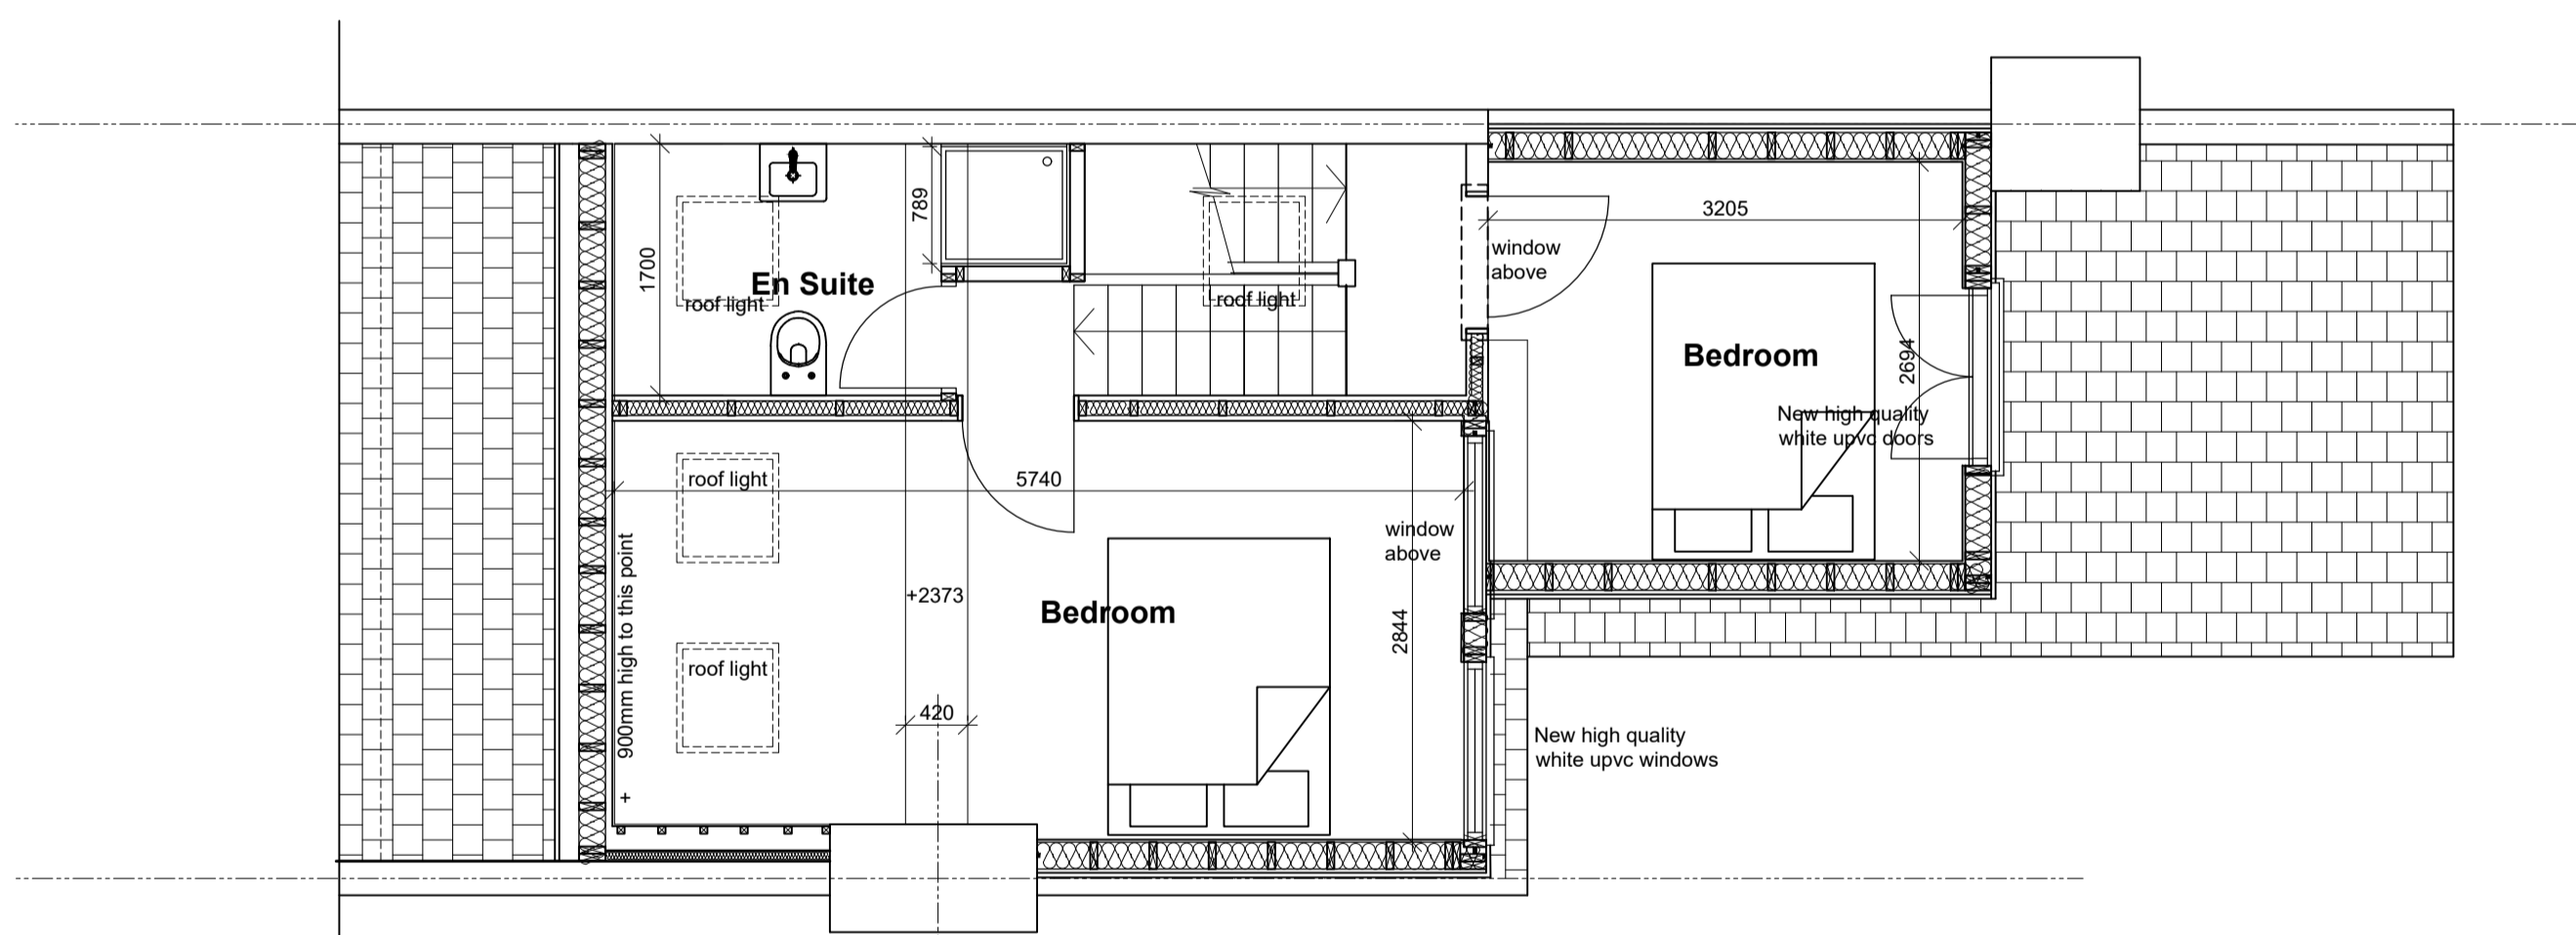 789
3205
1700
window
above
En Suite
roof light
roof light
Bedroom
2694
New high quality
white upvc doors
roof light
5740
window
above
900mm high to this point
+
+2373
Bedroom
2844
roof light
420
New high quality
white upvc windows